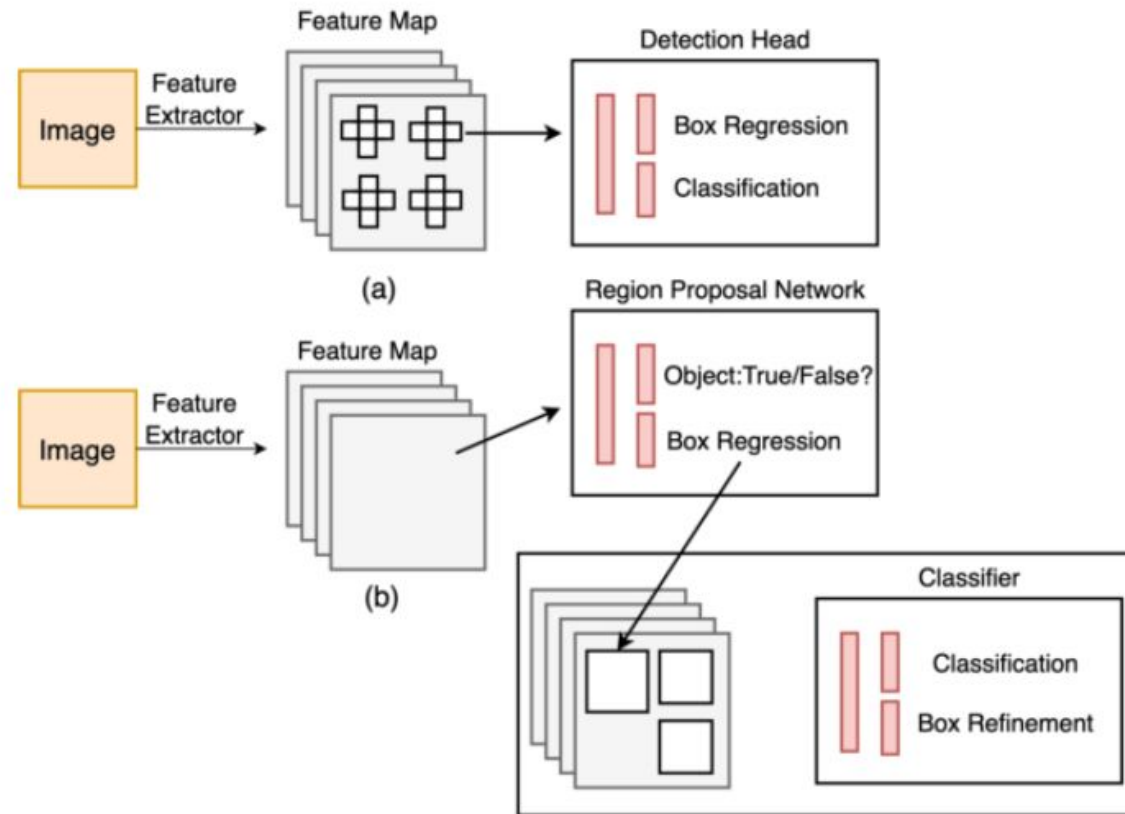 Feature Map
Detection Head
Image
Feature
Extractor
Box Regression
Classification
(a)
Region Proposal Network
Feature Map
Image
Feature
Extractor
Object:True/False?
Box Regression
(b)
Classifier
Classification
Box Refinement